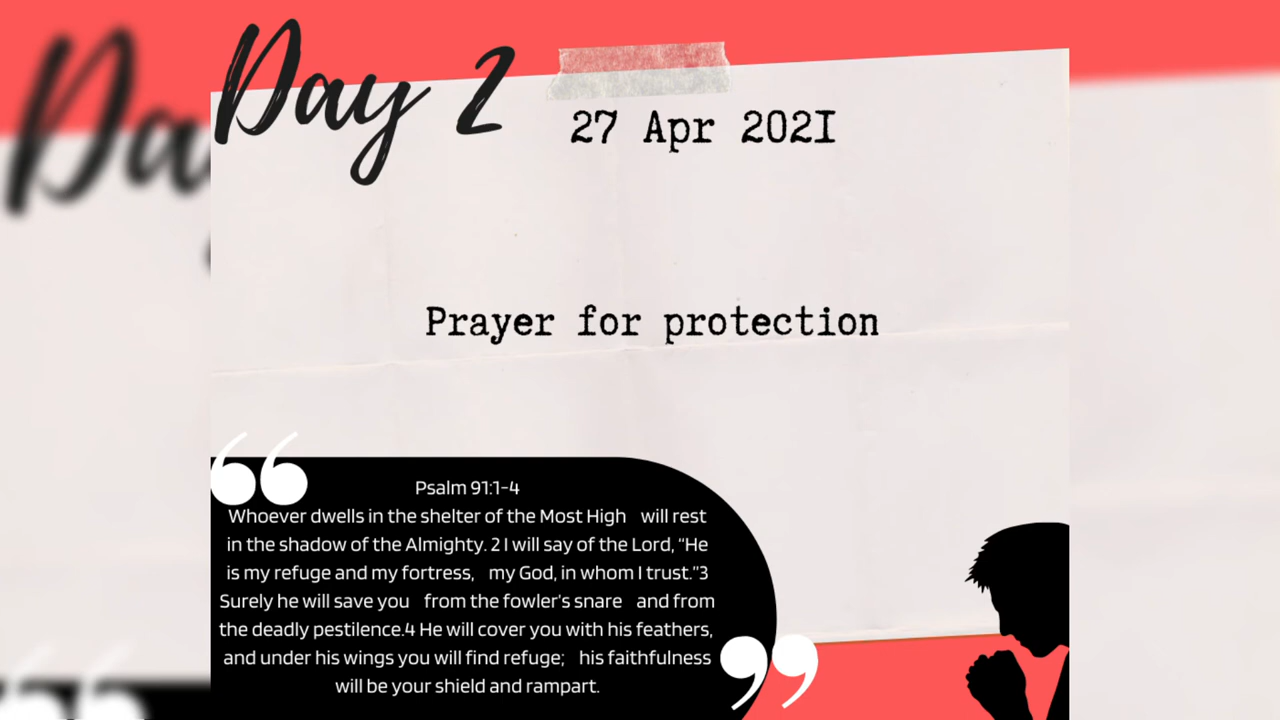 Day 2
27 Apr 2021
Prayer for protection
Psalm 91:1-4
Whoever dwells in the shelter of the Most High will rest
in the shadow of the Almighty. 2 I will say of the Lord, “He
is my refuge and my fortress, my God, in whom I trust.”3
Surely he will save you from the fowler's snare and from
the deadly pestilence.4 He will cover you with his feathers,
and under his wings you will find refuge; his faithfulness
will be your shield and rampart.